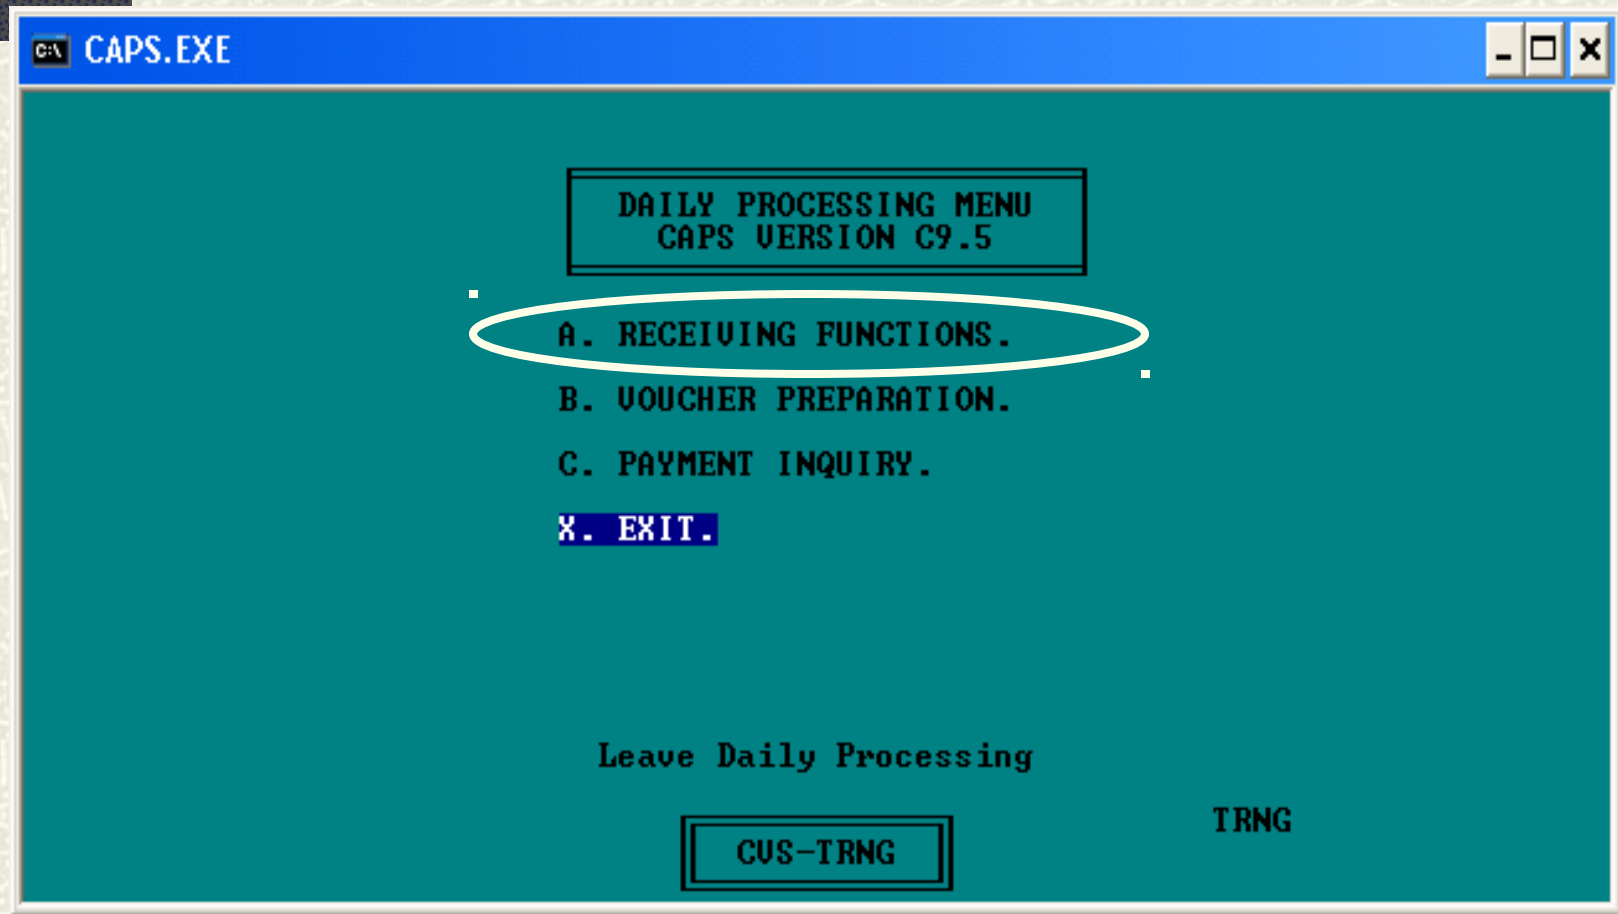 C:\ CAPS.EXE
DAILY PROCESSING MENU
CAPS VERSION C9.5
A. RECEIVING FUNCTIONS.
B. VOUCHER PREPARATION.
C. PAYMENT INQUIRY.
X. EXIT.
Leave Daily Processing
TRNG
CVS-TRNG